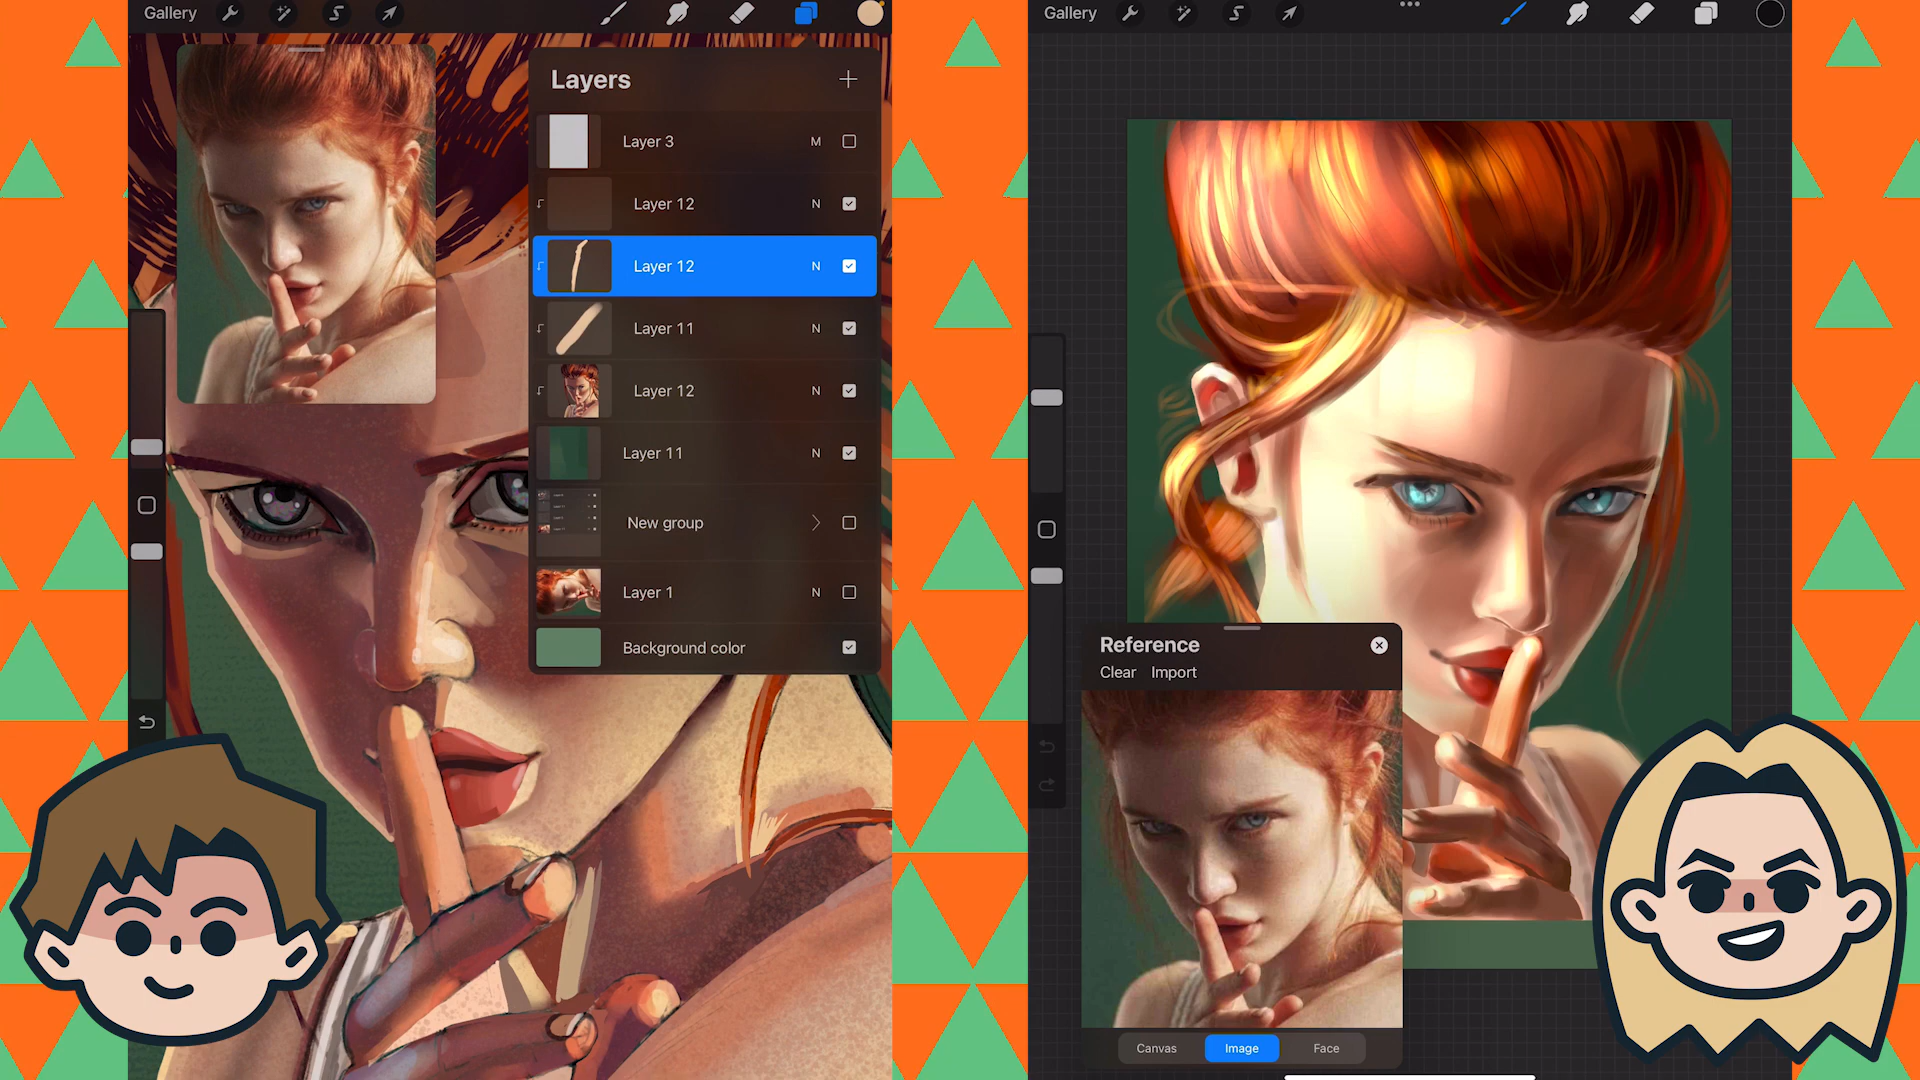 Gallery
Layers
Layer 3 M
Layer 12 N
Layer 12 N
Layer 11 N
Layer 12 N
Layer 11 N
New group
Layer 1 N
Background color
Gallery
Reference
Clear Import
Canvas Image Face